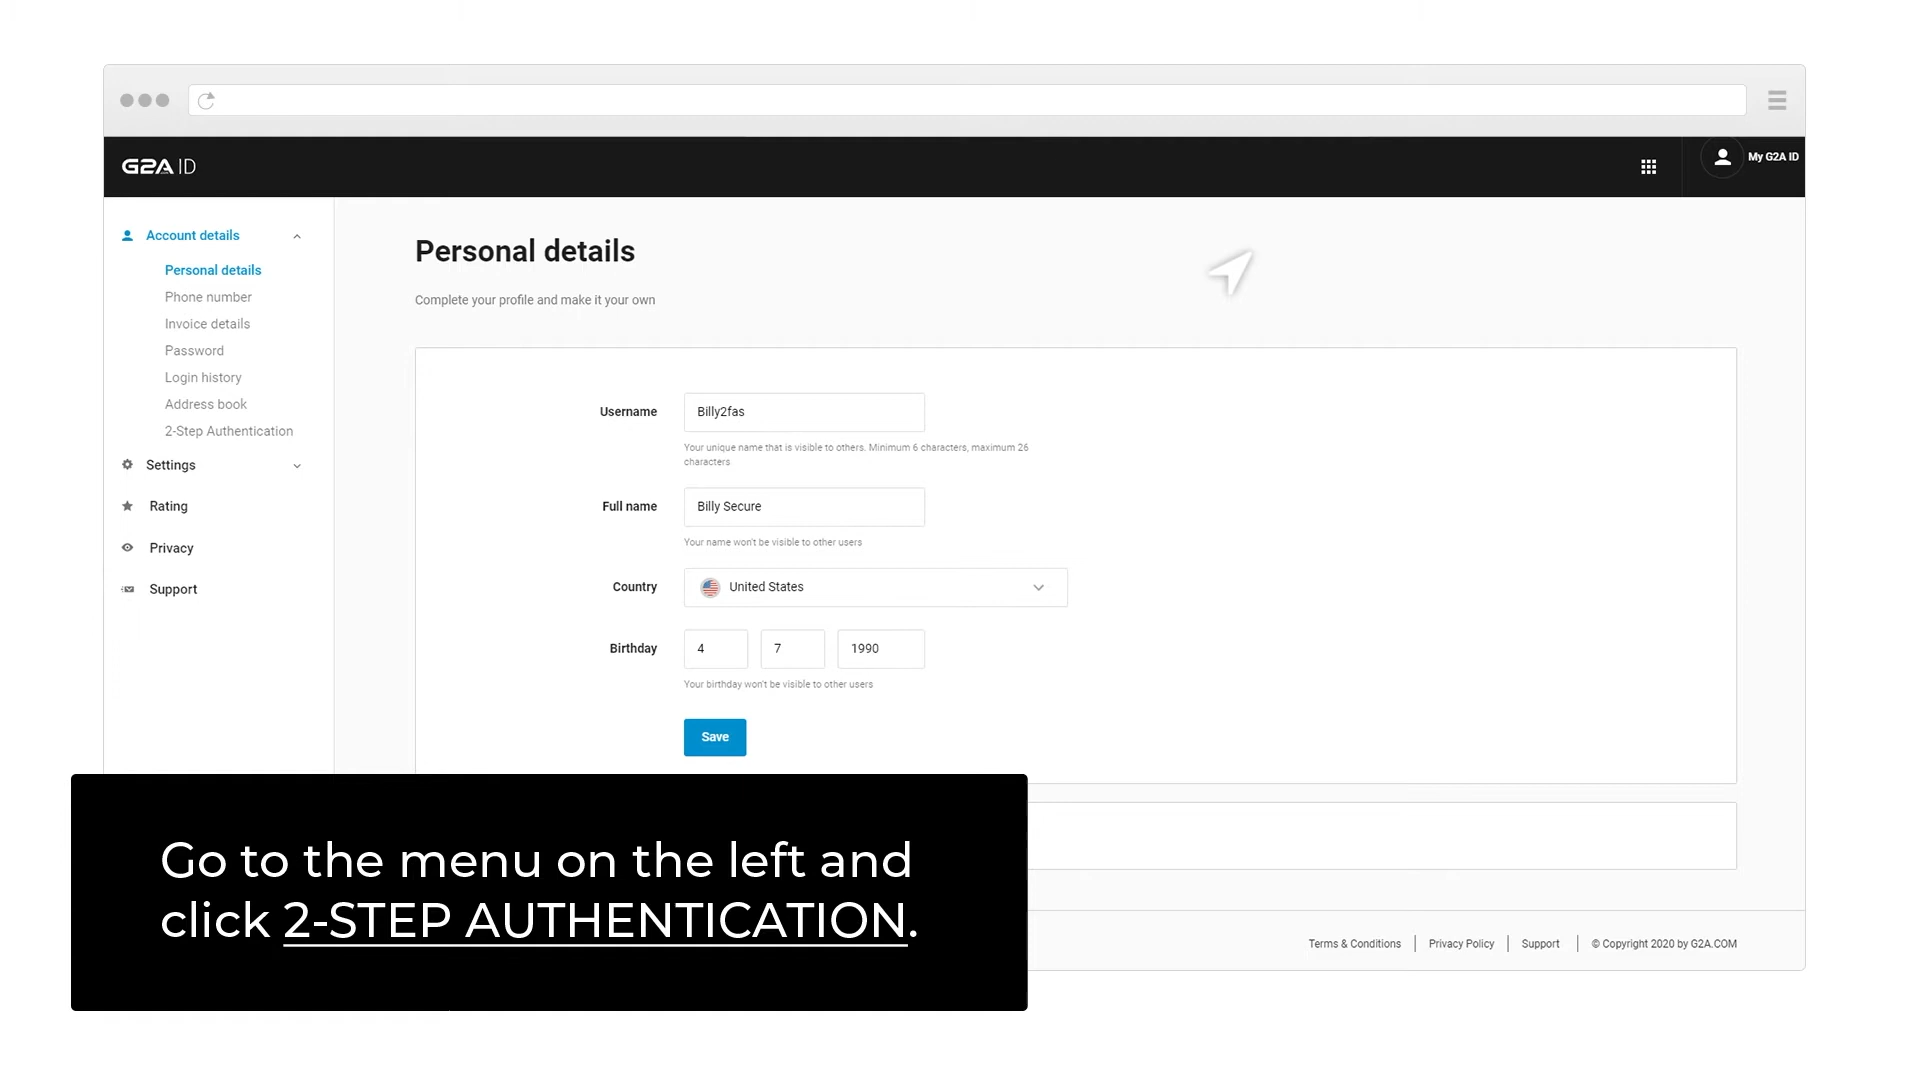 G2A ID
My G2A ID
Account details
Personal details
Phone number
Invoice details
Password
Login history
Address book
2-Step Authentication
Settings
Rating
Privacy
Support
Personal details
Complete your profile and make it your own
Username
Billy2fas
Your unique name that is visible to others. Minimum 6 characters, maximum 26
characters
Full name
Billy Secure
Your name won't be visible to other users
Country
United States
Birthday
4
7
1990
Your birthday won't be visible to other users
Save
Go to the menu on the left and
click 2-STEP AUTHENTICATION.
Terms & Conditions
Privacy Policy
Support
© Copyright 2020 by G2A.COM